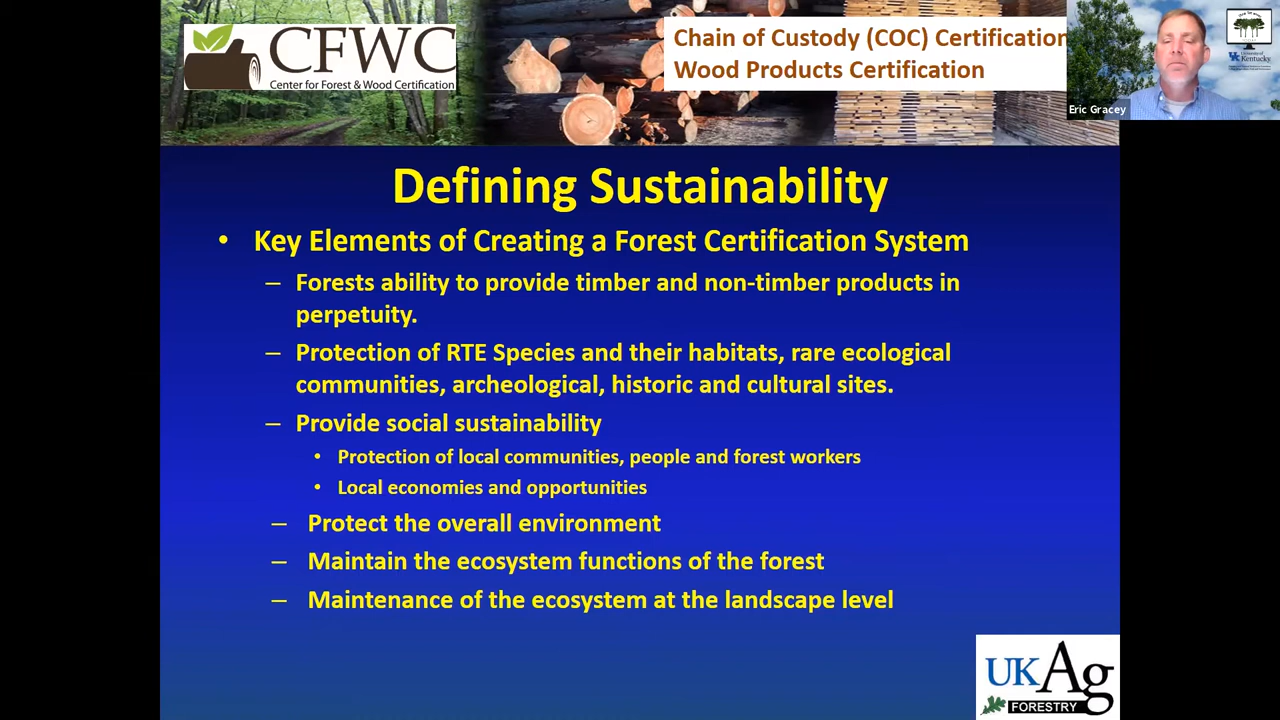 CFWC
Center for Forest & Wood Certification
Chain of Custody (COC) Certification
Wood Products Certification
Eric Gracey
University of
Kentucky
Defining Sustainability
• Key Elements of Creating a Forest Certification System
– Forests ability to provide timber and non-timber products in
perpetuity.
– Protection of RTE Species and their habitats, rare ecological
communities, archeological, historic and cultural sites.
– Provide social sustainability
• Protection of local communities, people and forest workers
• Local economies and opportunities
– Protect the overall environment
– Maintain the ecosystem functions of the forest
– Maintenance of the ecosystem at the landscape level
UKAg
FORESTRY